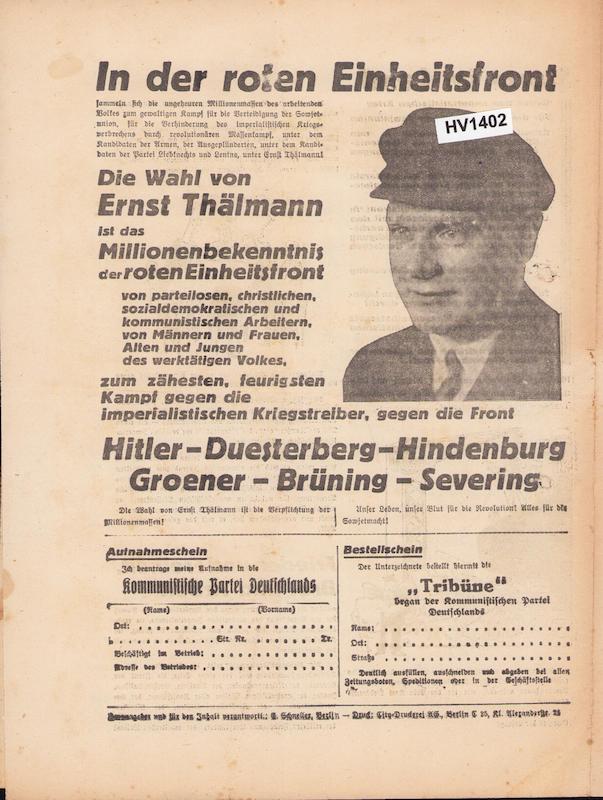 In der roten Einheitsfront
HV1402
sammeln sich die ungeheuren Millionenmassen des arbeitenden
Volkes zum gewaltigen Kampf für die Verteidigung der Sowjet-
union, für die Verhinderung des imperialistischen Kriegs-
verbrechens durch revolutionären Massenkampf, unter dem
Kandidaten der Armen, der Ausgeplünderten, unter dem Kandi-
daten der Partei Liebknechts und Lenins, unter Ernst Thälmann!
Die Wahl von
Ernst Thälmann
ist das
Millionenbekenntnis
der roten Einheitsfront
von parteilosen, christlichen,
sozialdemokratischen und
kommunistischen Arbeitern,
von Männern und Frauen,
Alten und Jungen
des werktätigen Volkes,
zum zähesten, feurigsten
Kampf gegen die
imperialistischen Kriegstreiber, gegen die Front
Hitler – Duesterberg – Hindenburg
Groener – Brüning – Severing
Die Wahl von Ernst Thälmann ist die Verpflichtung der
Millionenmassen!
Unser Leben, unser Blut für die Revolution! Alles für die
Sowjetmacht!
Aufnahmeschein
Ich beantrage meine Aufnahme in die
Kommunistische Partei Deutschlands
(Name) (Vorname)
Ort:
Str. Nr. Tr.
Beschäftigt im Betrieb:
Adresse des Betriebes:
Bestellschein
Der Unterzeichnete bestellt hiermit die
„Tribüne“
Organ der Kommunistischen Partei
Deutschlands
Name:
Ort:
Straße
Deutlich ausfüllen, ausschneiden und abgeben bei allen
Zeitungsboten, Speditionen oder in der Geschäftsstelle
Herausgeber und für den Inhalt verantwortl.: E. Schneller, Berlin — Druck: City-Druckerei AG., Berlin C 25, Kl. Alexanderstr. 28